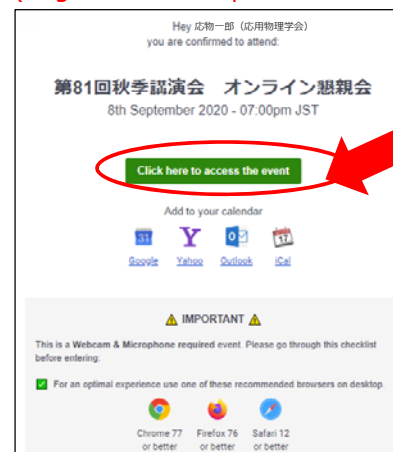 Hey 応物一郎（応用物理学会）
you are confirmed to attend:
第81回秋季講演会　オンライン懇親会
8th September 2020 - 07:00pm JST
Click here to access the event
Add to your calendar
31 17
Google Yahoo Outlook iCal
IMPORTANT
This is a Webcam & Microphone required event. Please go through this checklist
before entering:
For an optimal experience use one of these recommended browsers on desktop.
Chrome 77 Firefox 76 Safari 12
or better or better or better